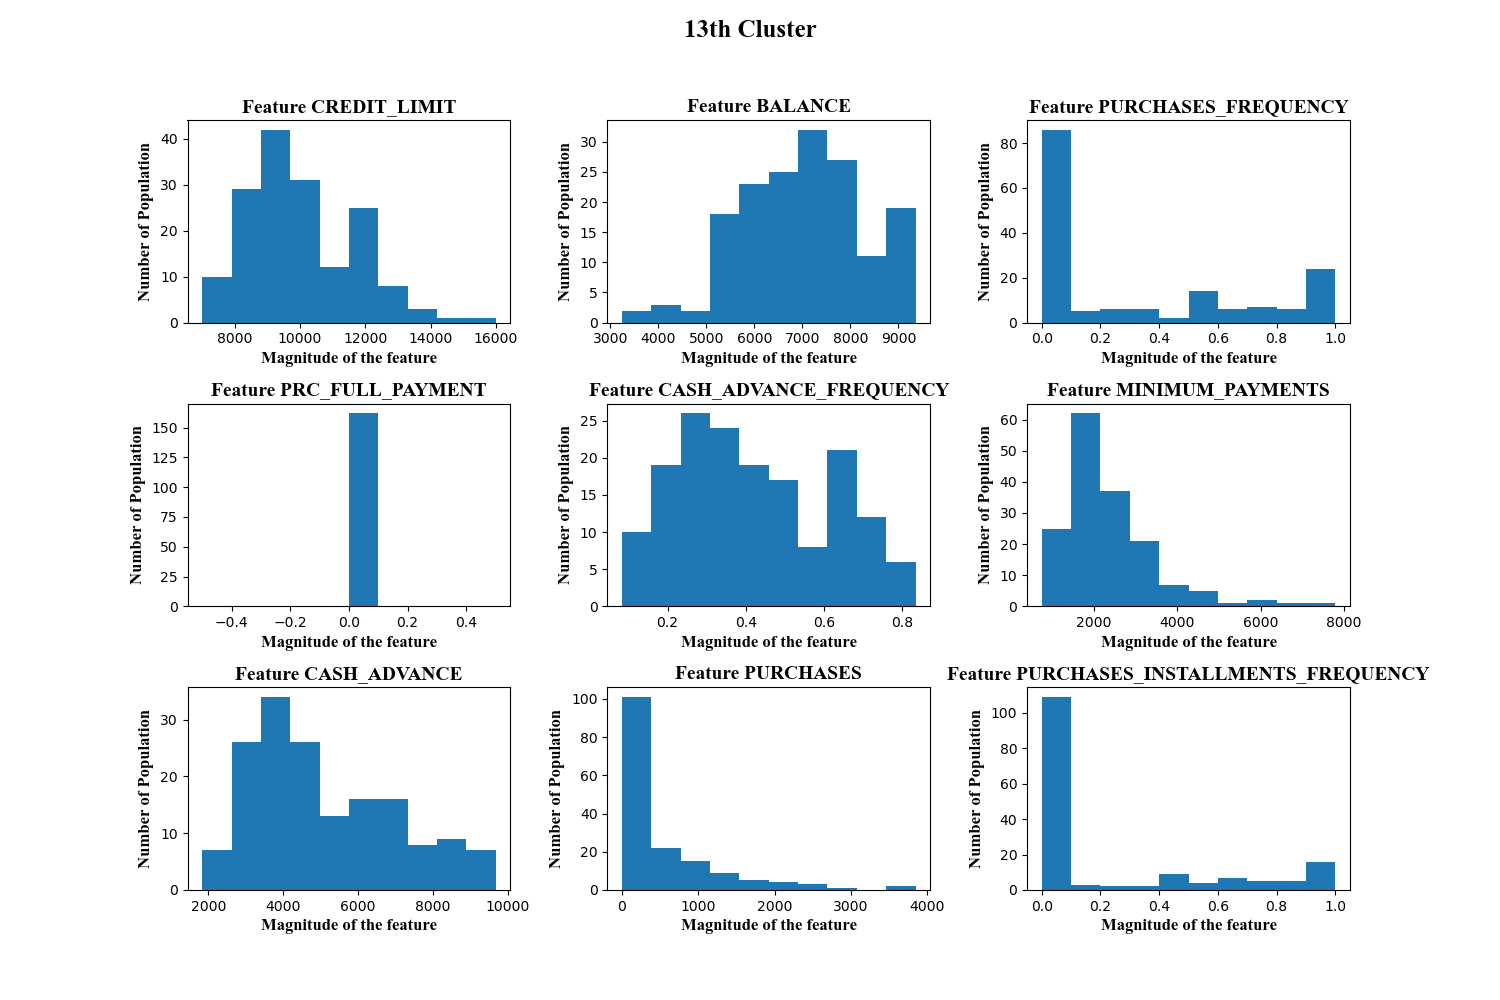 13th Cluster
Feature CREDIT_LIMIT
Number of Population
40
30
20
10
0
8000 10000 12000 14000 16000
Magnitude of the feature
Feature BALANCE
Number of Population
30
25
20
15
10
5
0
3000 4000 5000 6000 7000 8000 9000
Magnitude of the feature
Feature PURCHASES_FREQUENCY
Number of Population
80
60
40
20
0
0.0 0.2 0.4 0.6 0.8 1.0
Magnitude of the feature
Feature PRC_FULL_PAYMENT
Number of Population
150
125
100
75
50
25
0
−0.4 −0.2 0.0 0.2 0.4
Magnitude of the feature
Feature CASH_ADVANCE_FREQUENCY
Number of Population
25
20
15
10
5
0
0.2 0.4 0.6 0.8
Magnitude of the feature
Feature MINIMUM_PAYMENTS
Number of Population
60
50
40
30
20
10
0
2000 4000 6000 8000
Magnitude of the feature
Feature CASH_ADVANCE
Number of Population
30
20
10
0
2000 4000 6000 8000 10000
Magnitude of the feature
Feature PURCHASES
Number of Population
100
80
60
40
20
0
0 1000 2000 3000 4000
Magnitude of the feature
Feature PURCHASES_INSTALLMENTS_FREQUENCY
Number of Population
100
80
60
40
20
0
0.0 0.2 0.4 0.6 0.8 1.0
Magnitude of the feature